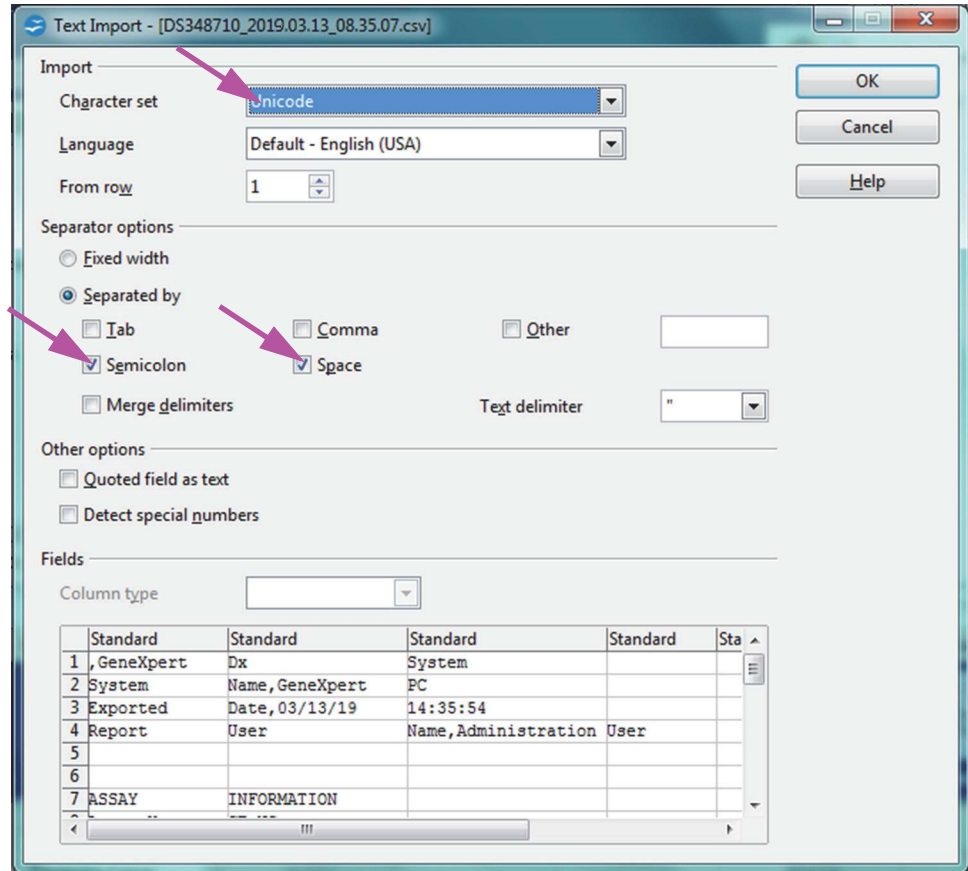 Text Import - [DS348710_2019.03.13_08.35.07.csv]
Import
OK
Character set Unicode
Cancel
Language Default - English (USA)
From row 1
Help
Separator options
Fixed width
Separated by
Tab Comma Other
Semicolon Space
Merge delimiters Text delimiter "
Other options
Quoted field as text
Detect special numbers
Fields
Column type
Standard Standard Standard Standard Sta
1 ,GeneXpert Dx System
2 System Name,GeneXpert PC
3 Exported Date,03/13/19 14:35:54
4 Report User Name,Administration User
5
6
7 ASSAY INFORMATION